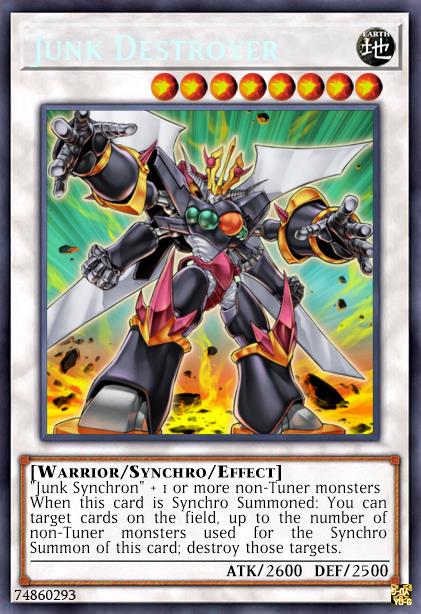 Junk Destroyer
EARTH
地
[Warrior/Synchro/Effect]
"Junk Synchron" + 1 or more non-Tuner monsters
When this card is Synchro Summoned: You can
target cards on the field, up to the number of
non-Tuner monsters used for the Synchro
Summon of this card; destroy those targets.
ATK/2600 DEF/2500
74860293